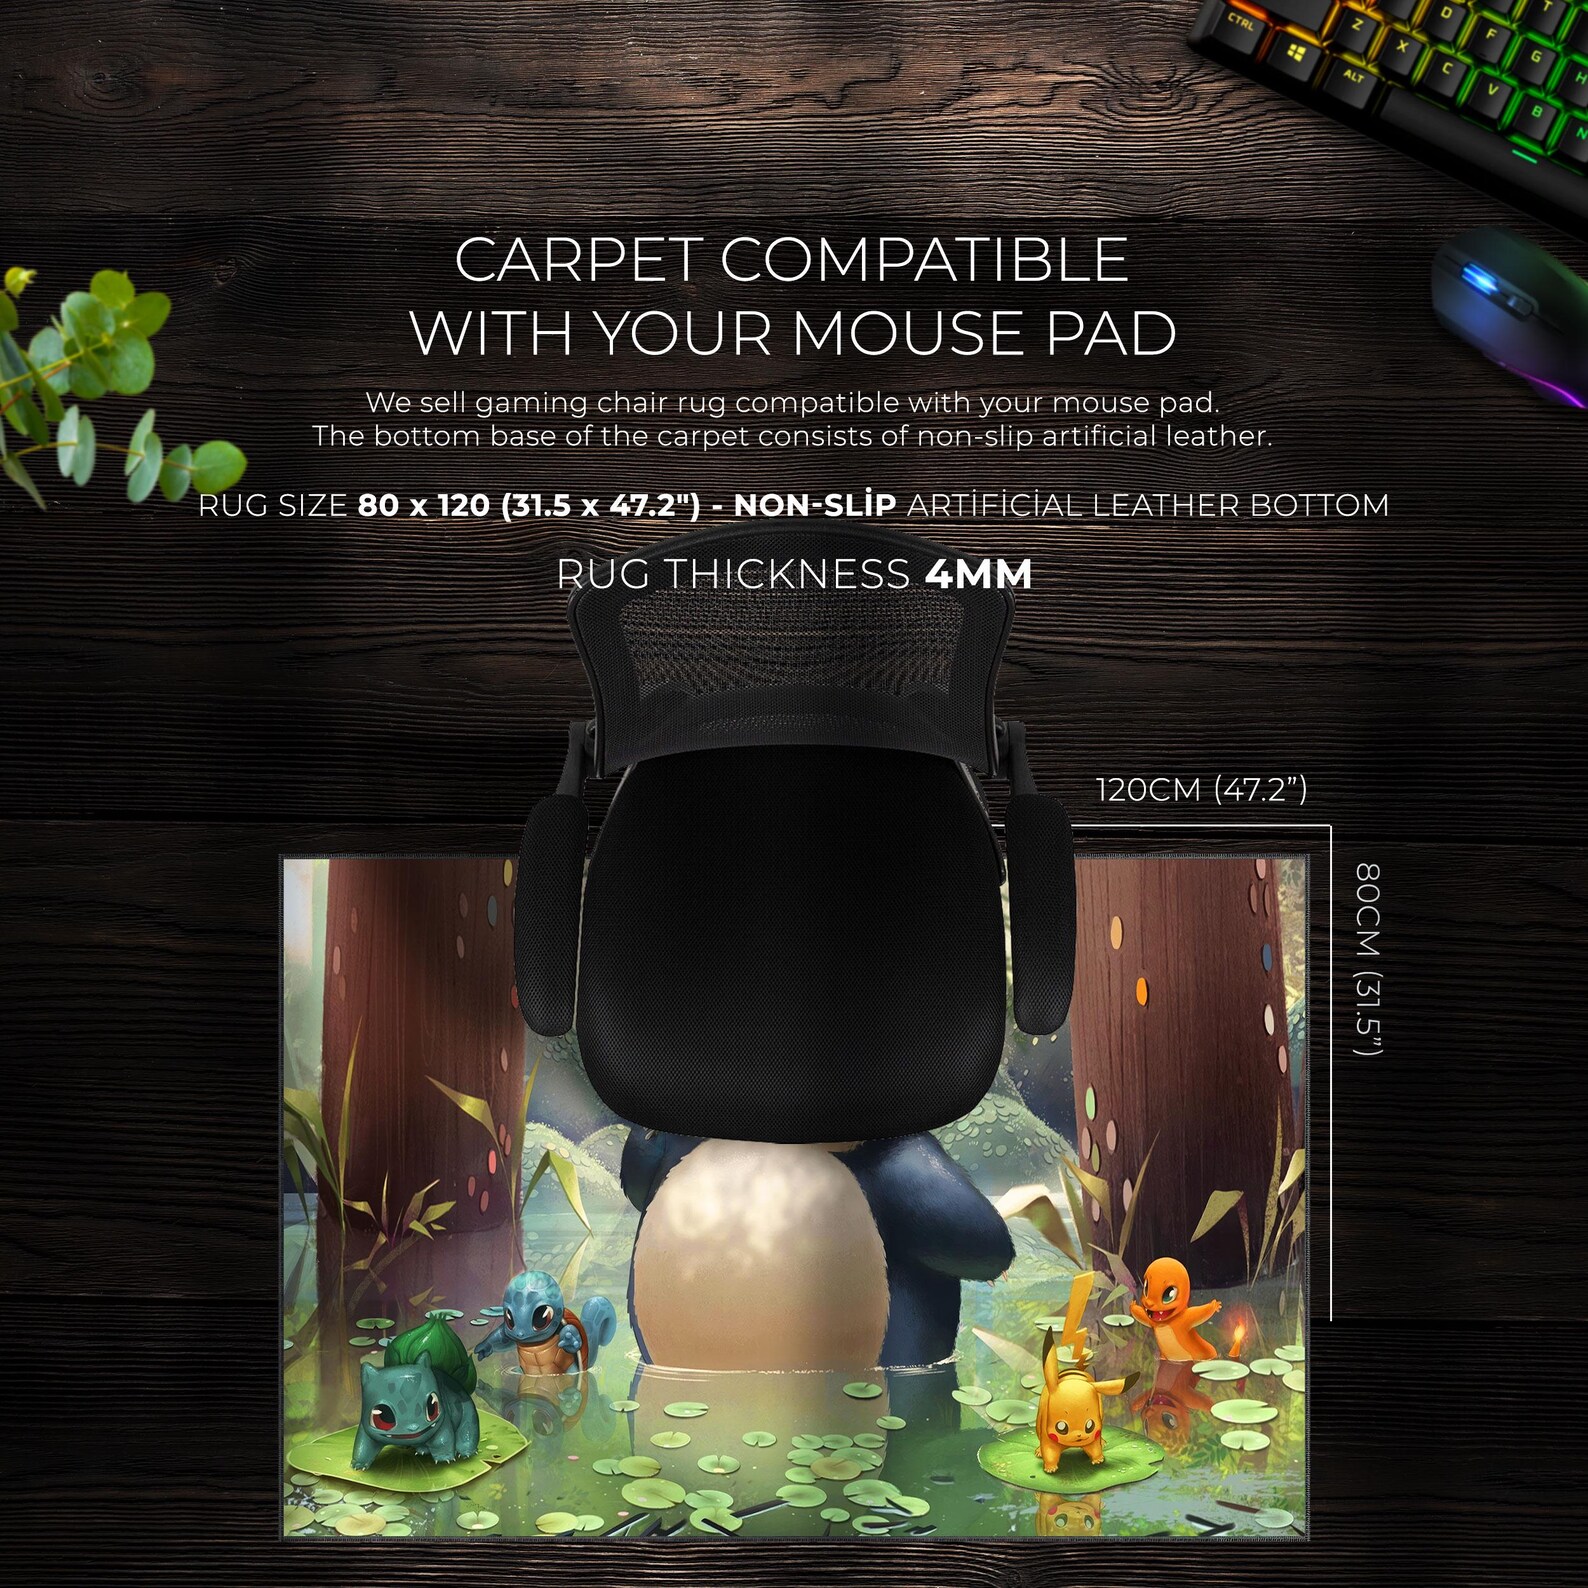 CTRL
ALT
Z
X
C
V
B
N
D
F
G
H
T
CARPET COMPATIBLE
WITH YOUR MOUSE PAD
We sell gaming chair rug compatible with your mouse pad.
The bottom base of the carpet consists of non-slip artificial leather.
RUG SIZE 80 x 120 (31.5 x 47.2") - NON-SLİP ARTİFİCİAL LEATHER BOTTOM
RUG THICKNESS 4MM
120CM (47.2”)
80CM (31.5”)